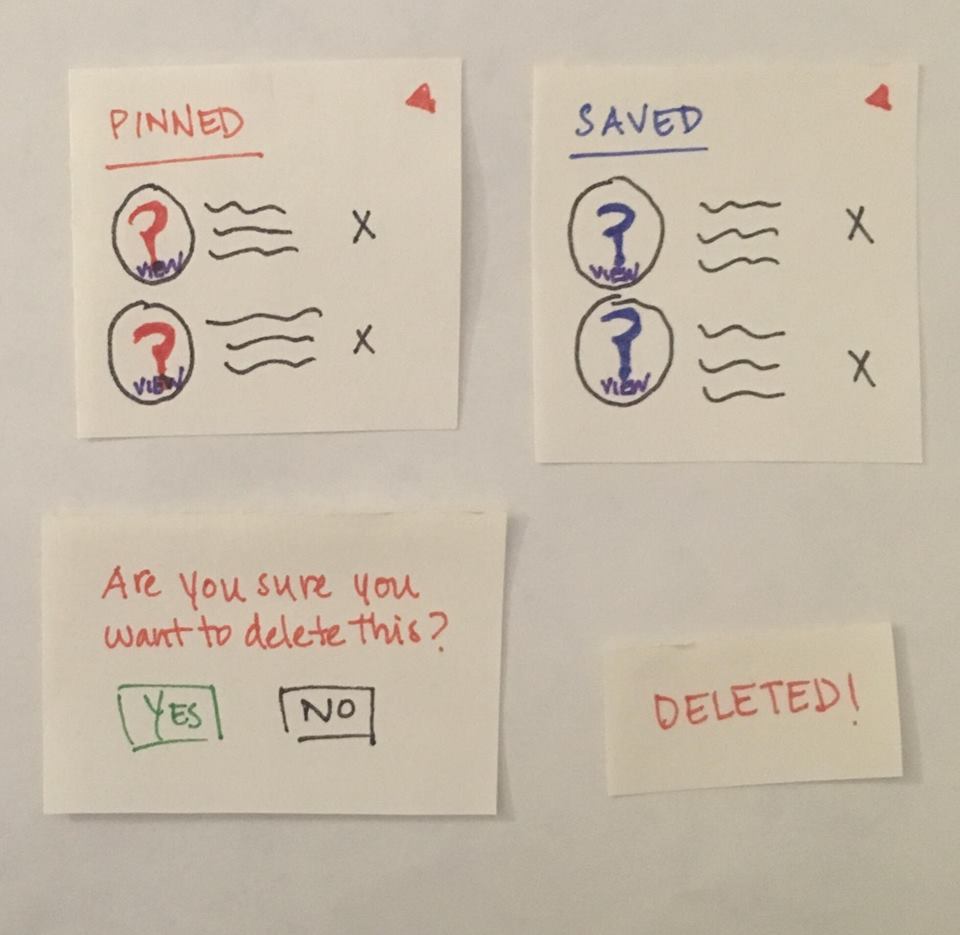 PINNED
?
VIEW
X
?
VIEW
X
SAVED
?
VIEW
X
?
VIEW
X
Are you sure you
want to delete this?
YES
NO
DELETED!